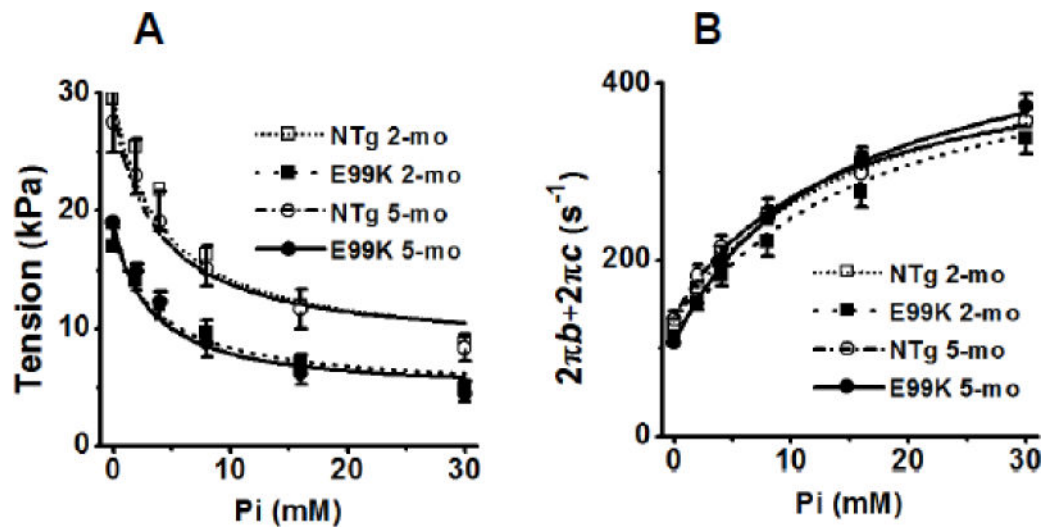 A
Tension (kPa)
30
20
10
0
NTg 2-mo
E99K 2-mo
NTg 5-mo
E99K 5-mo
0 10 20 30
Pi (mM)
B
2πb+2πc (s⁻¹)
400
200
0
NTg 2-mo
E99K 2-mo
NTg 5-mo
E99K 5-mo
0 10 20 30
Pi (mM)